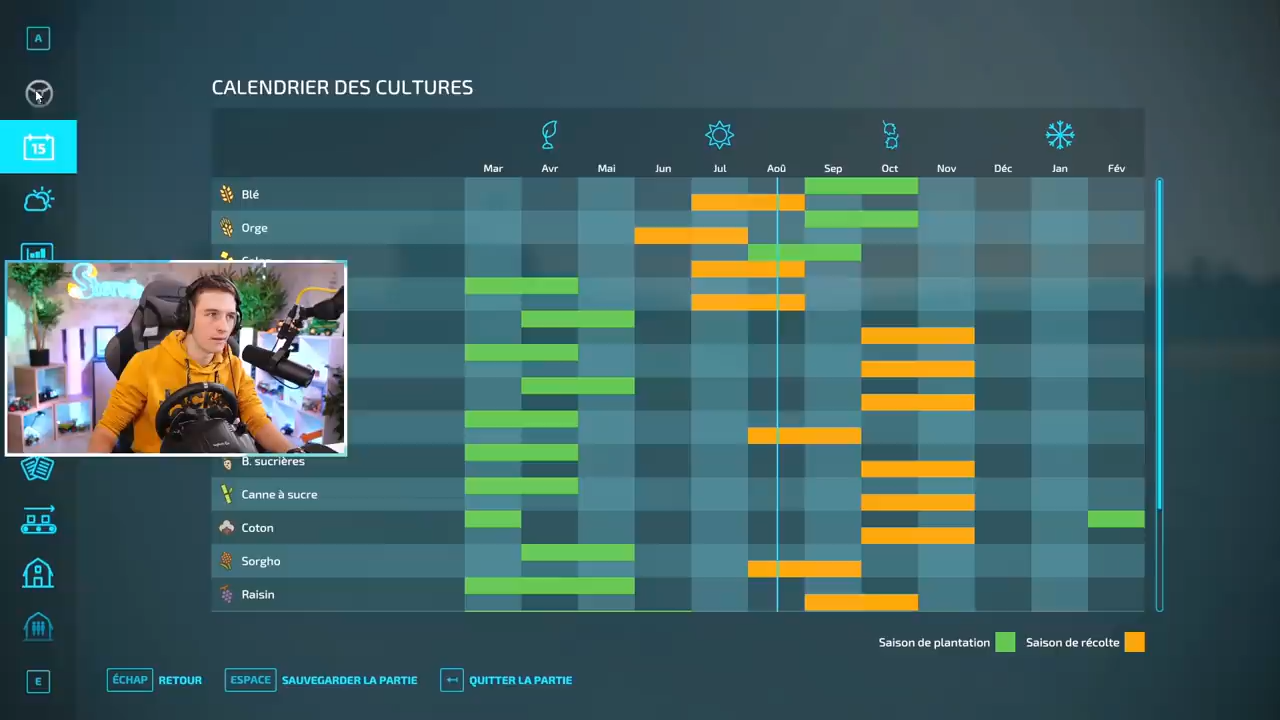 A
CALENDRIER DES CULTURES
15
Mar Avr Mai Jun Jul Aoû Sep Oct Nov Déc Jan Fév
Blé
Orge
B. sucrières
Canne à sucre
Coton
Sorgho
Raisin
Saison de plantation Saison de récolte
E
ÉCHAP RETOUR ESPACE SAUVEGARDER LA PARTIE QUITTER LA PARTIE